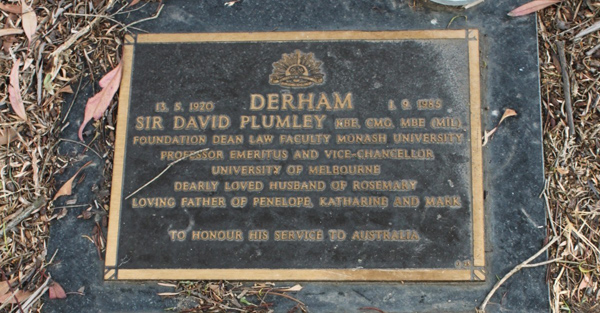 13. 5. 1920 DERHAM 1. 9. 1985
SIR DAVID PLUMLEY KBE, CMG, MBE (MIL)
FOUNDATION DEAN LAW FACULTY MONASH UNIVERSITY
PROFESSOR EMERITUS AND VICE-CHANCELLOR
UNIVERSITY OF MELBOURNE
DEARLY LOVED HUSBAND OF ROSEMARY
LOVING FATHER OF PENELOPE, KATHARINE AND MARK
TO HONOUR HIS SERVICE TO AUSTRALIA